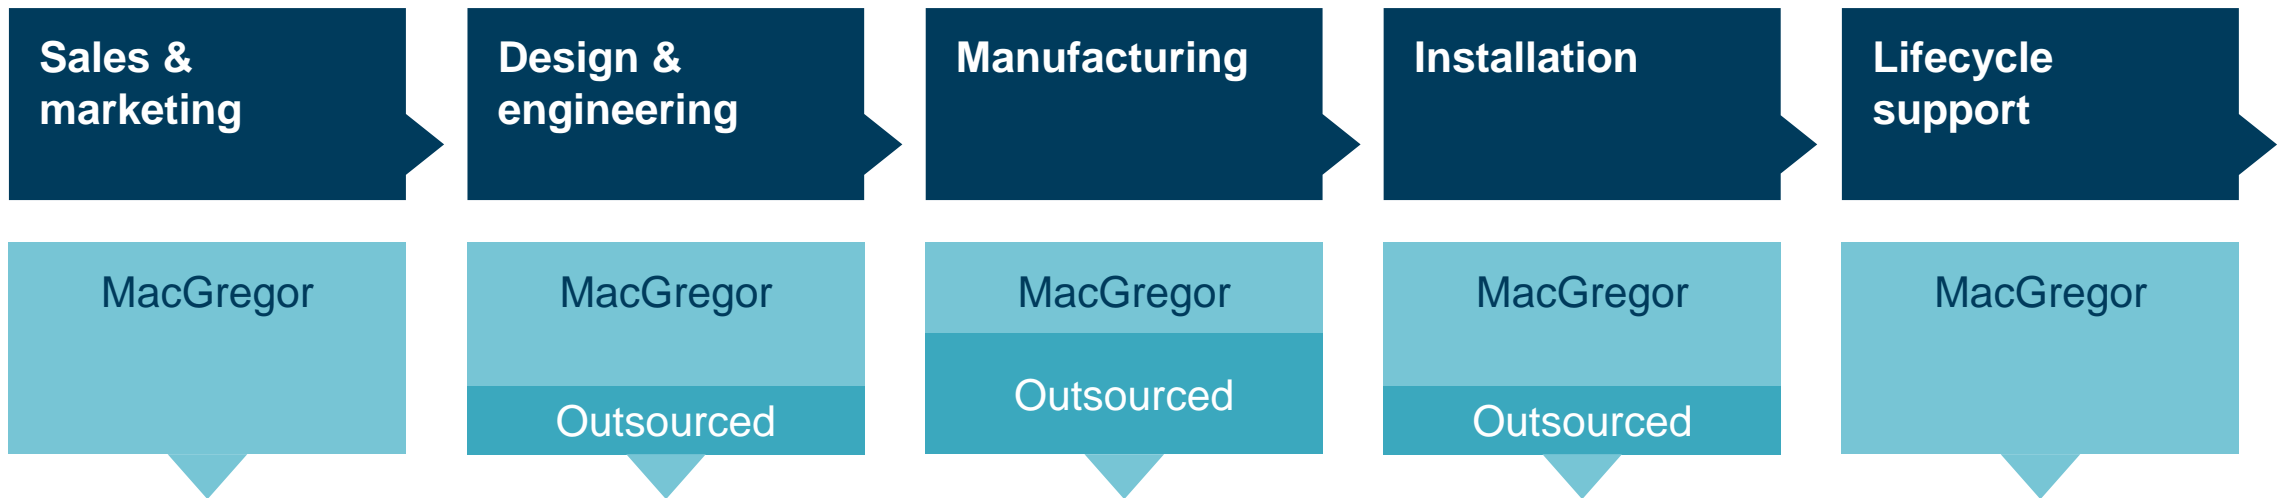 Sales &
marketing
Design &
engineering
Manufacturing
Installation
Lifecycle
support
MacGregor
MacGregor
Outsourced
MacGregor
Outsourced
MacGregor
Outsourced
MacGregor